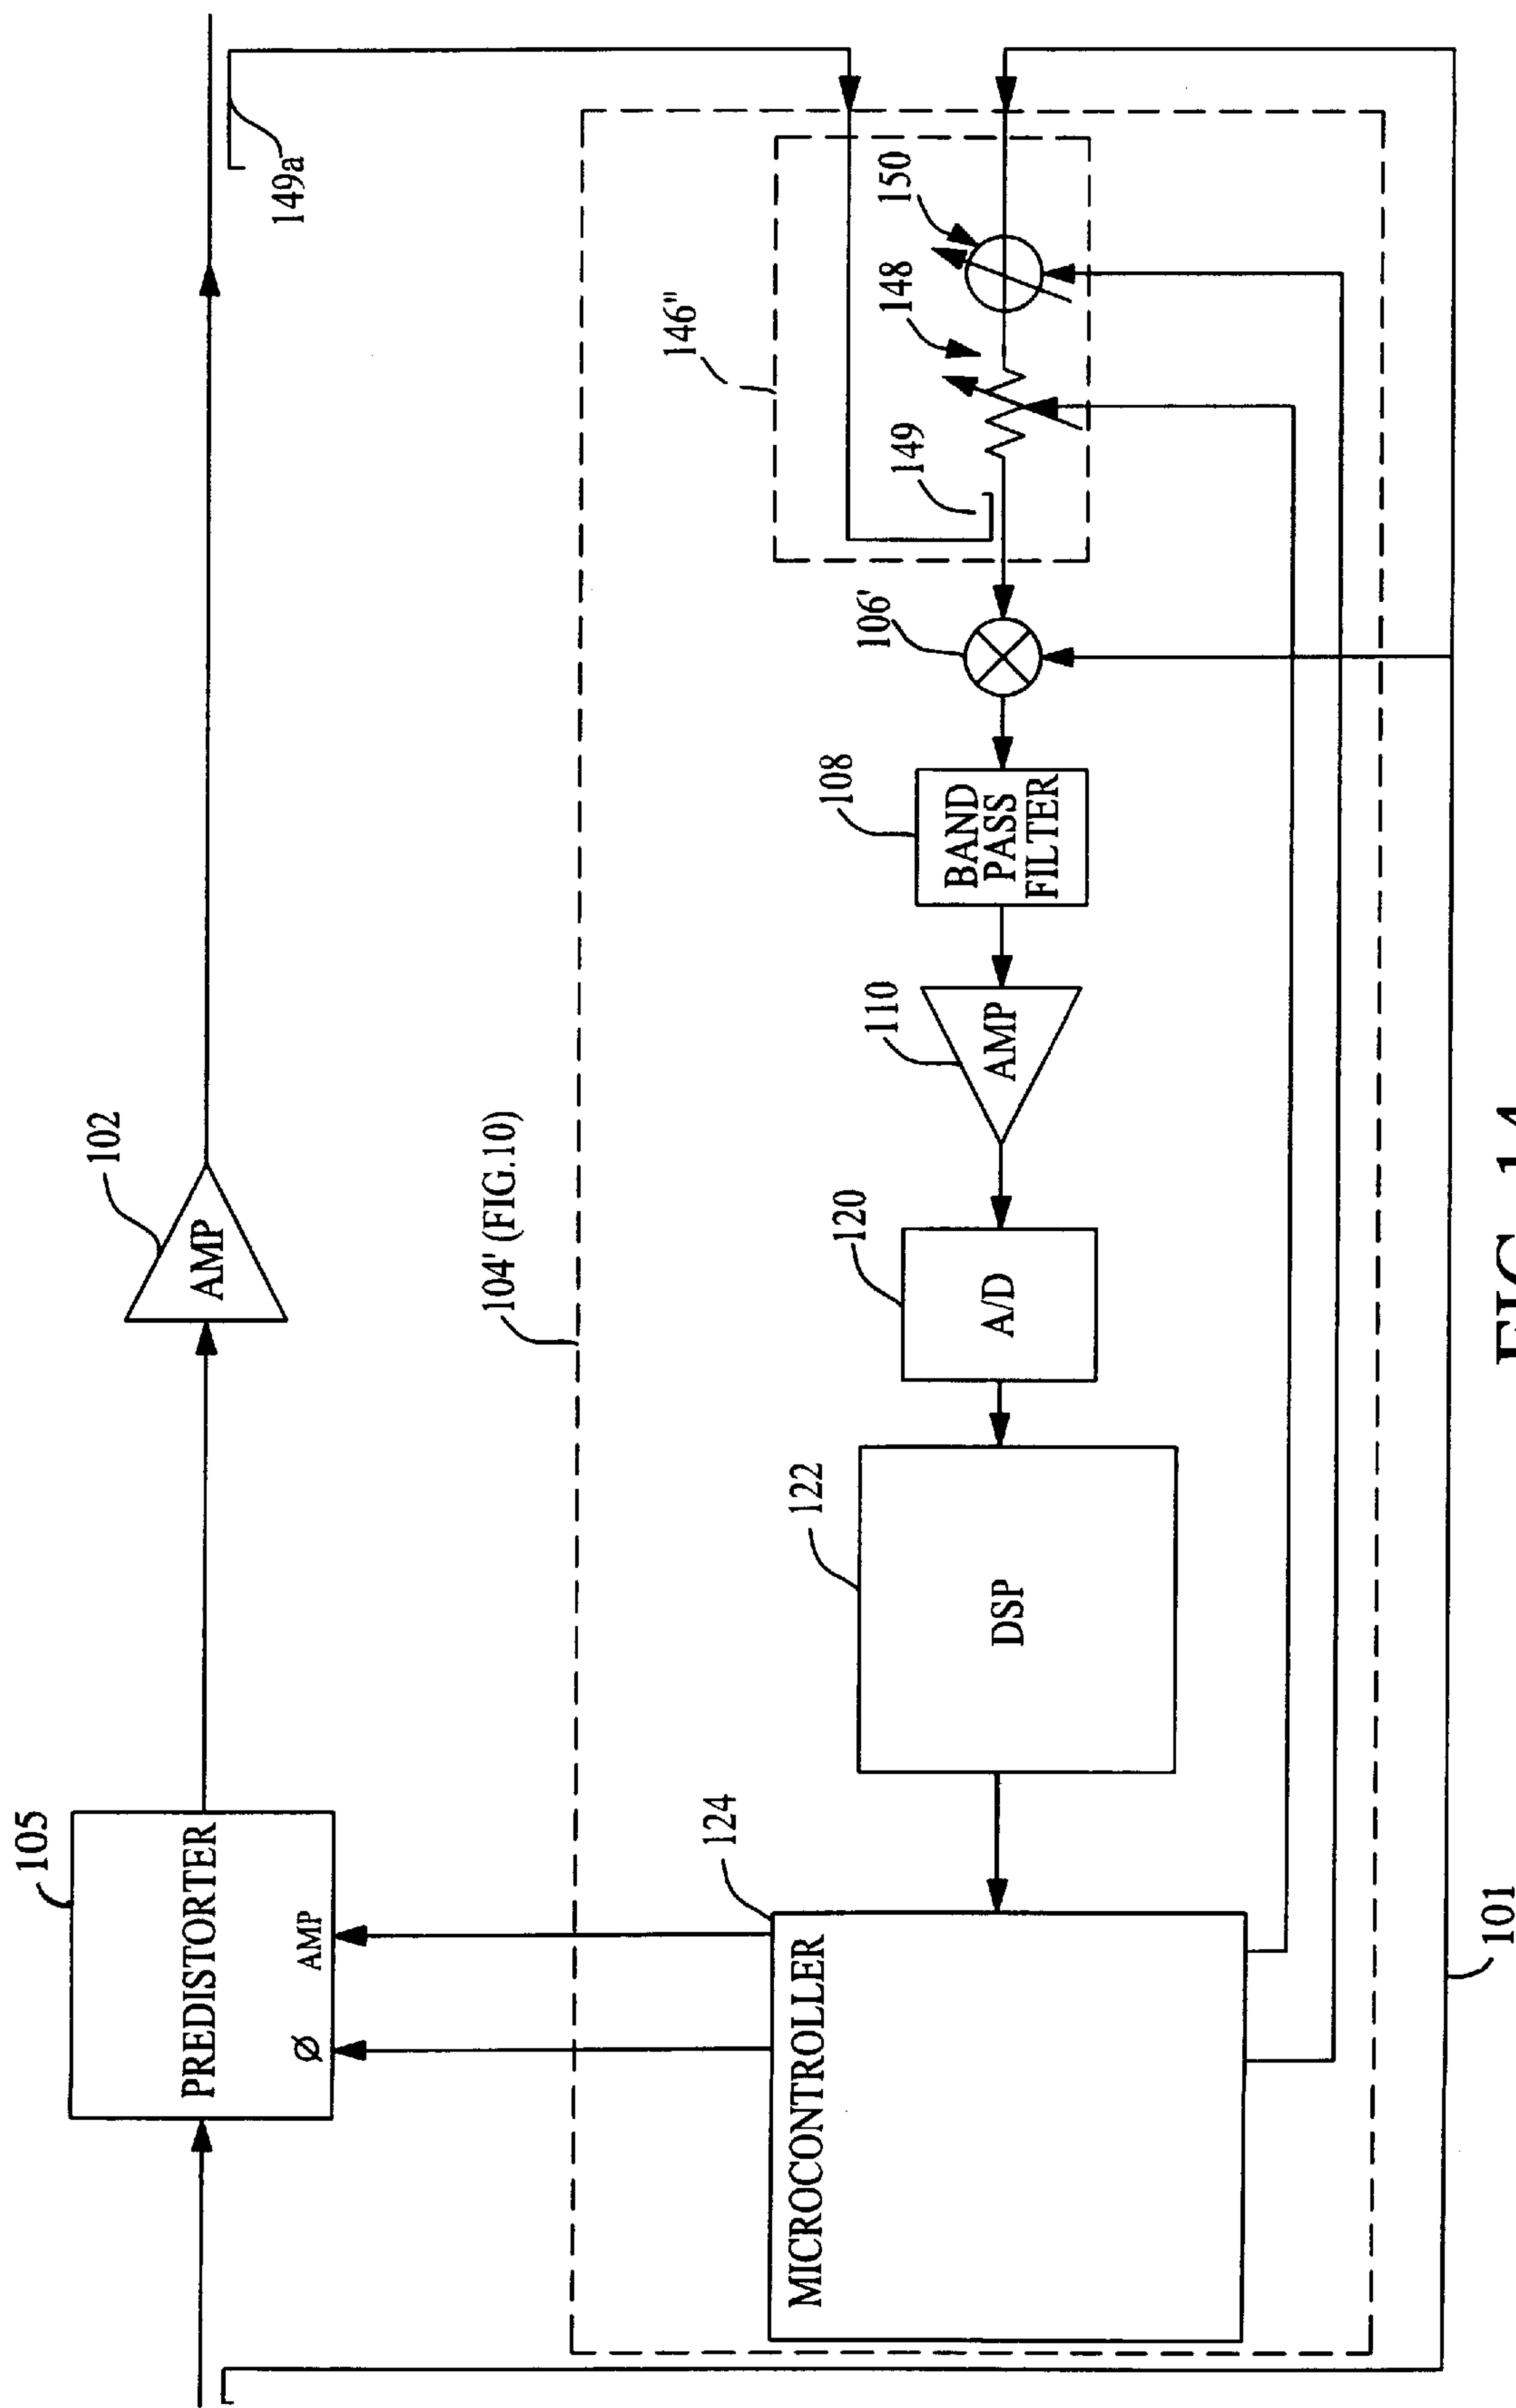 105
PREDISTORTER
Ø
AMP
102
AMP
149a
104' (FIG.10)
146"
124
MICROCONTROLLER
122
DSP
120
A/D
110
AMP
108
BAND
PASS
FILTER
106'
149
148
150
101
FIG. 14